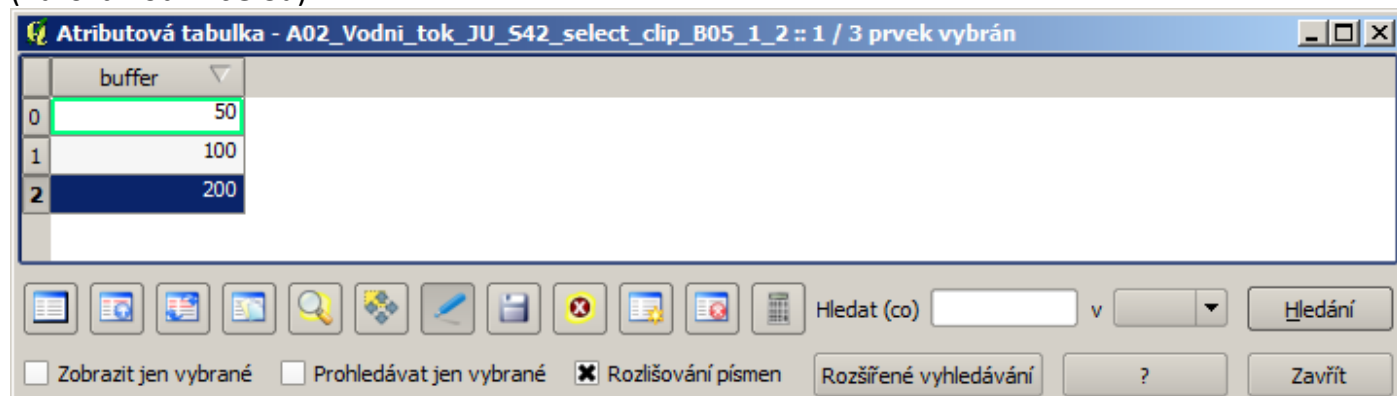 Atributová tabulka - A02_Vodni_tok_JU_S42_select_clip_B05_1_2 :: 1 / 3 prvek vybrán
buffer
0 50
1 100
2 200
Hledat (co) v Hledání
Zobrazit jen vybrané Prohledávat jen vybrané Rozlišování písmen Rozšířené vyhledávání ? Zavřít